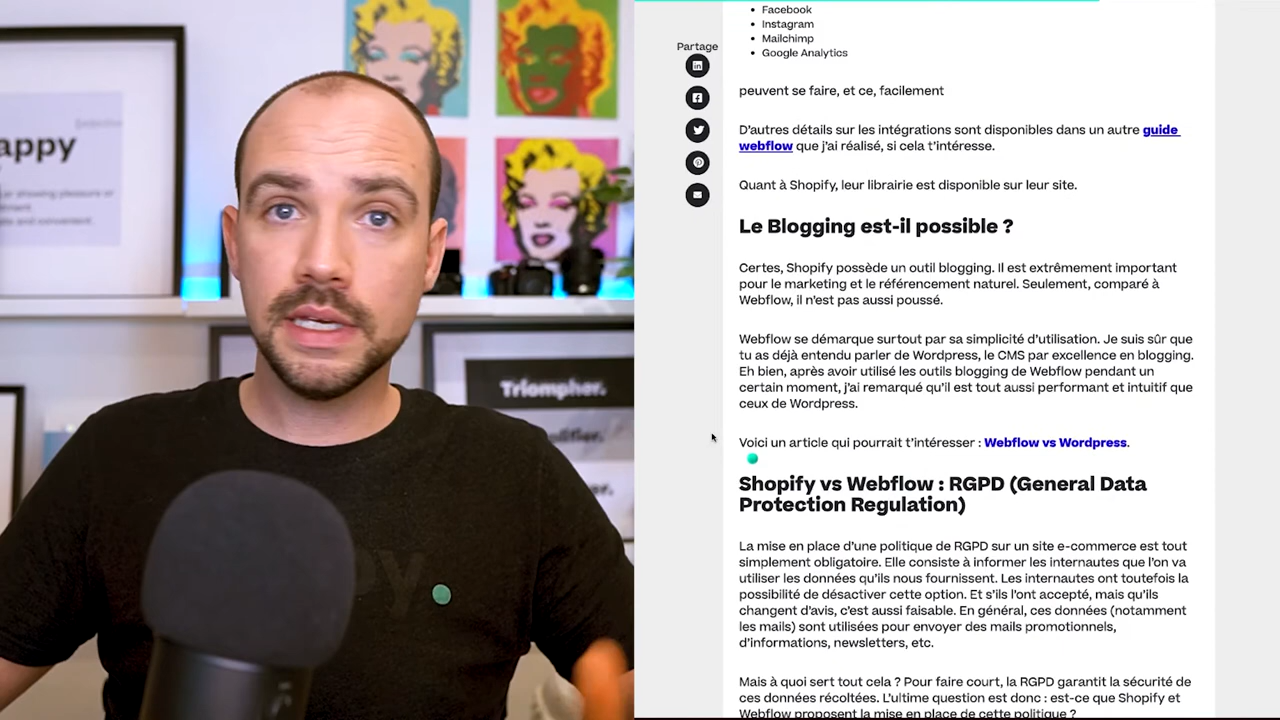 appy
Triompher.
Facebook
Instagram
Mailchimp
Google Analytics
Partage
peuvent se faire, et ce, facilement
D'autres détails sur les intégrations sont disponibles dans un autre guide
webflow que j'ai réalisé, si cela t'intéresse.
Quant à Shopify, leur librairie est disponible sur leur site.
Le Blogging est-il possible ?
Certes, Shopify possède un outil blogging. Il est extrêmement important
pour le marketing et le référencement naturel. Seulement, comparé à
Webflow, il n'est pas aussi poussé.
Webflow se démarque surtout par sa simplicité d'utilisation. Je suis sûr que
tu as déjà entendu parler de Wordpress, le CMS par excellence en blogging.
Eh bien, après avoir utilisé les outils blogging de Webflow pendant un
certain moment, j'ai remarqué qu'il est tout aussi performant et intuitif que
ceux de Wordpress.
Voici un article qui pourrait t'intéresser : Webflow vs Wordpress.
Shopify vs Webflow : RGPD (General Data
Protection Regulation)
La mise en place d'une politique de RGPD sur un site e-commerce est tout
simplement obligatoire. Elle consiste à informer les internautes que l'on va
utiliser les données qu'ils nous fournissent. Les internautes ont toutefois la
possibilité de désactiver cette option. Et s'ils l'ont accepté, mais qu'ils
changent d'avis, c'est aussi faisable. En général, ces données (notamment
les mails) sont utilisées pour envoyer des mails promotionnels,
d'informations, newsletters, etc.
Mais à quoi sert tout cela ? Pour faire court, la RGPD garantit la sécurité de
ces données récoltées. L'ultime question est donc : est-ce que Shopify et
Webflow proposent la mise en place de cette politique ?